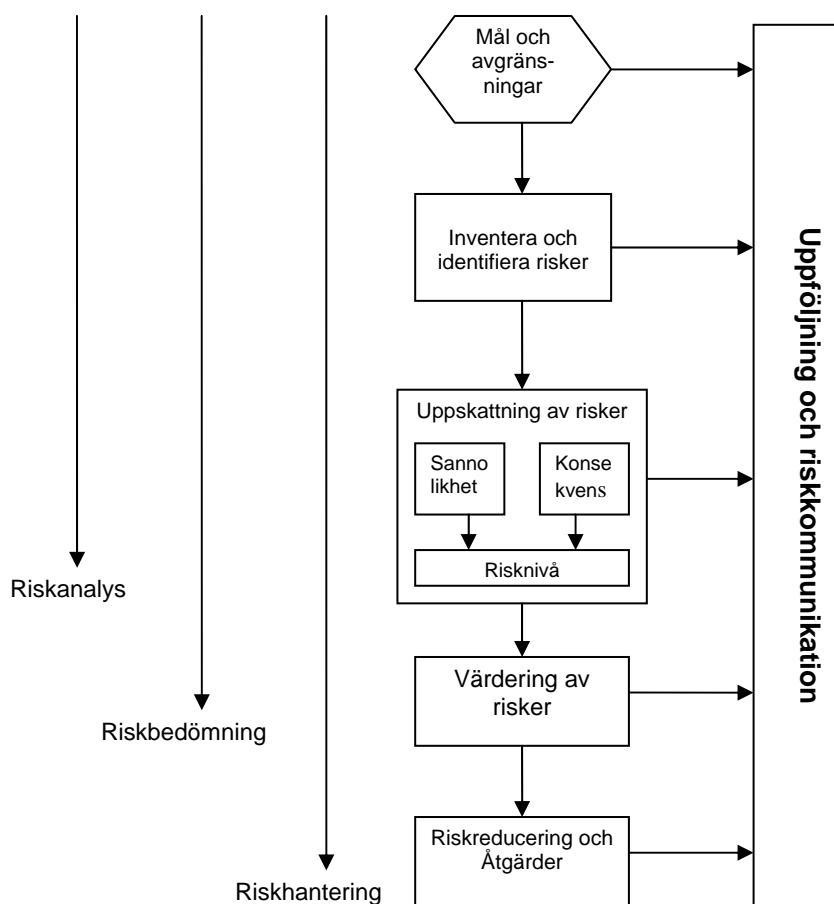 Mål och
avgräns-
ningar
Inventera och
identifiera risker
Uppskattning av risker
Sanno
likhet
Konse
kvens
Risknivå
Riskanalys
Värdering av
risker
Riskbedömning
Riskreducering och
Åtgärder
Riskhantering
Uppföljning och riskkommunikation